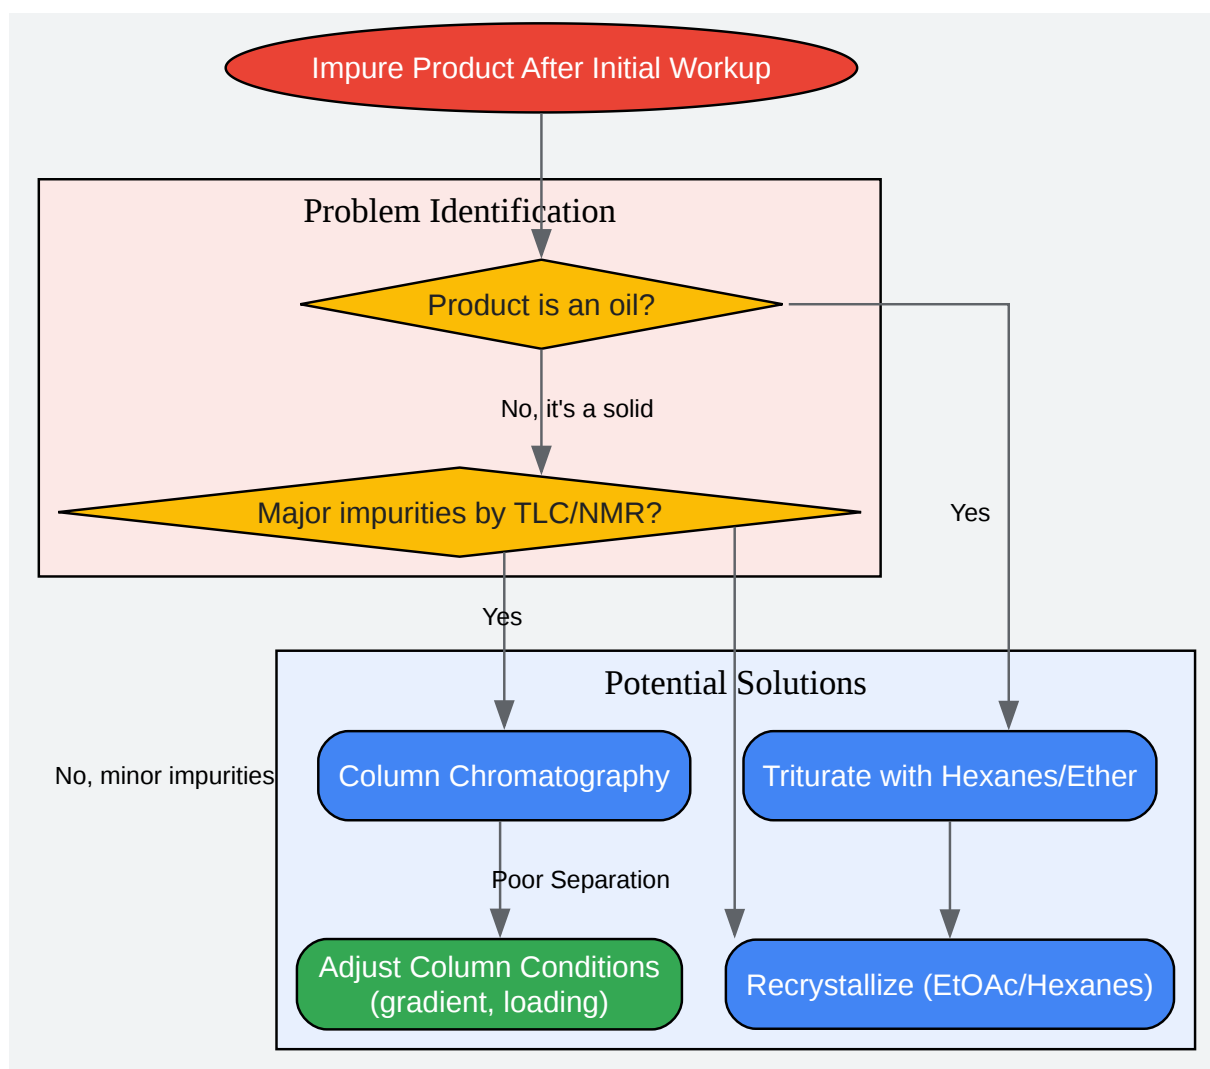 Impure Product After Initial Workup
Problem Identification
Product is an oil?
No, it's a solid
Major impurities by TLC/NMR?
Yes
Yes
Potential Solutions
No, minor impurities
Column Chromatography
Triturate with Hexanes/Ether
Poor Separation
Adjust Column Conditions
(gradient, loading)
Recrystallize (EtOAc/Hexanes)